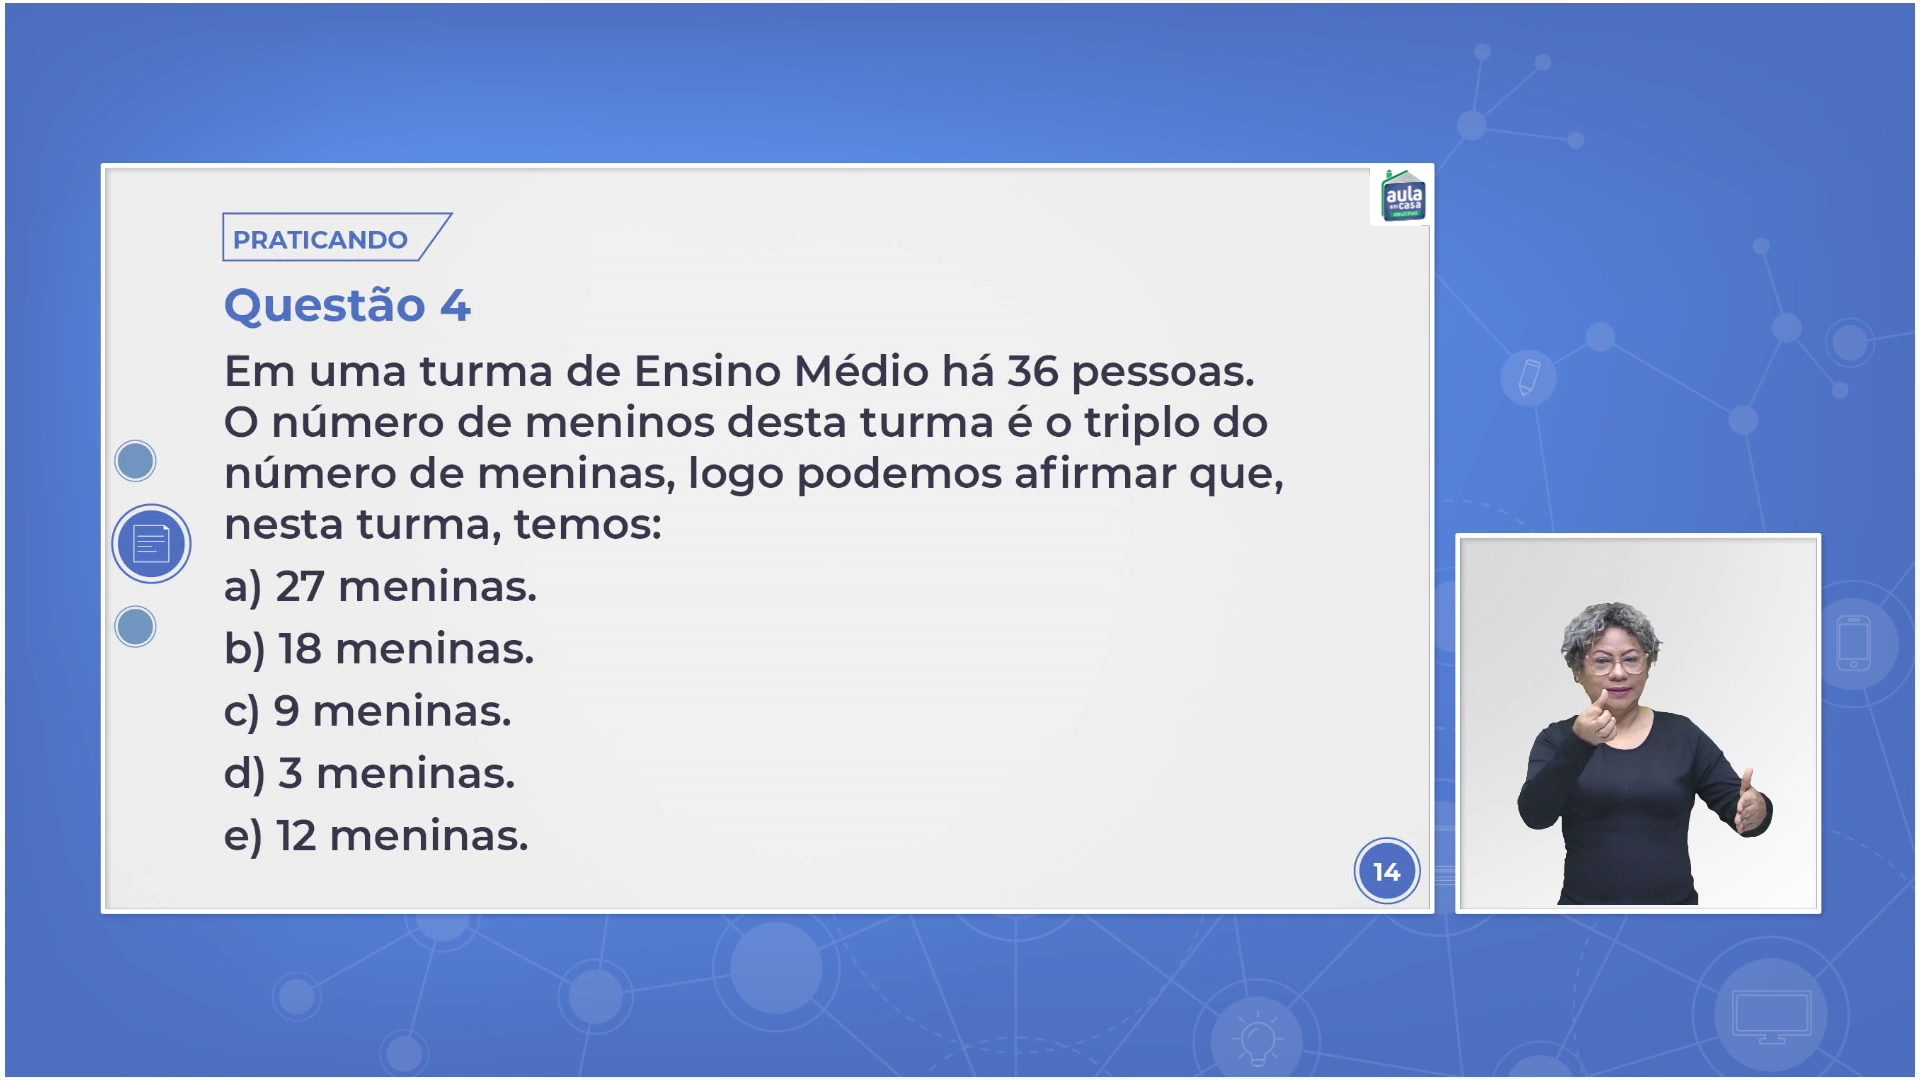 aula
em casa
PRATICANDO
Questão 4
Em uma turma de Ensino Médio há 36 pessoas.
O número de meninos desta turma é o triplo do
número de meninas, logo podemos afirmar que,
nesta turma, temos:
a) 27 meninas.
b) 18 meninas.
c) 9 meninas.
d) 3 meninas.
e) 12 meninas.
14